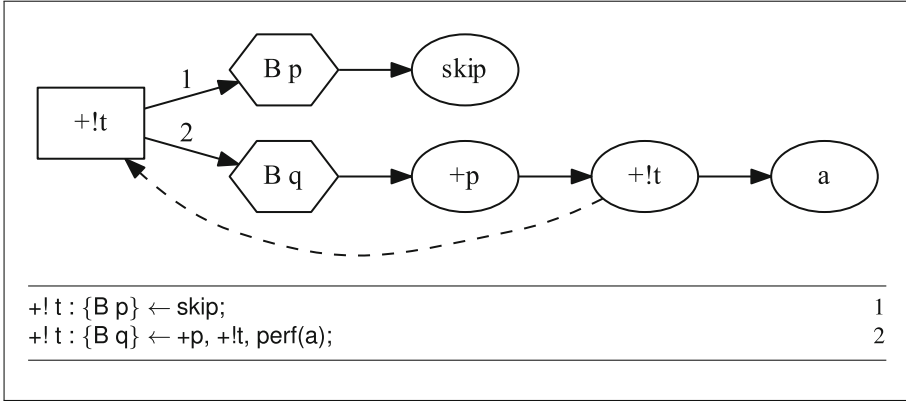 1
B p
skip
+!t
2
B q
+p
+!t
a
+! t : {B p} ← skip; 1
+! t : {B q} ← +p, +!t, perf(a); 2